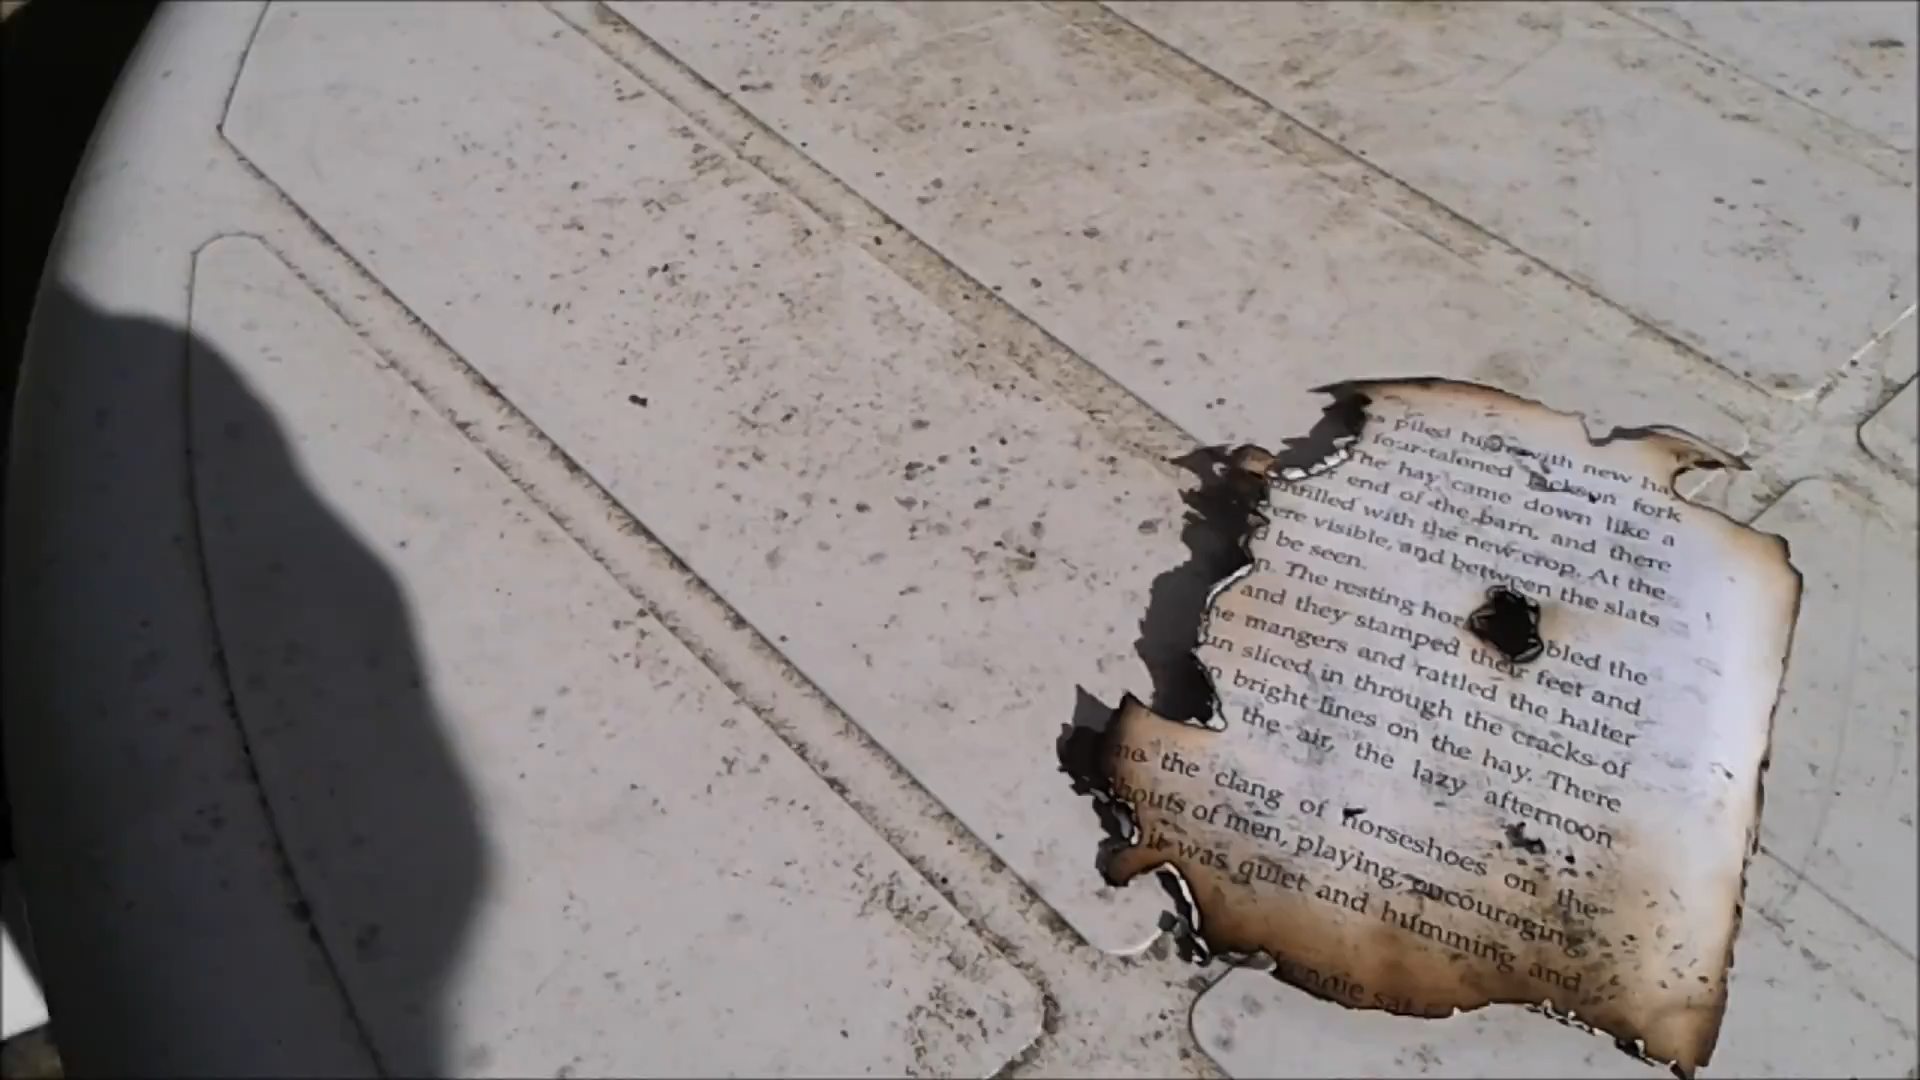 piled high with new ha
four-taloned Jackson fork
he hay came down like a
end of the barn, and there
nfilled with the new crop. At the
ere visible, and between the slats
d be seen.
n. The resting hor bled the
and they stamped their feet and
he mangers and rattled the halter
un sliced in through the cracks of
n bright lines on the hay. There
the air, the lazy afternoon
the clang of horseshoes on the
houts of men, playing, encouraging
it was quiet and humming and
nnie sat